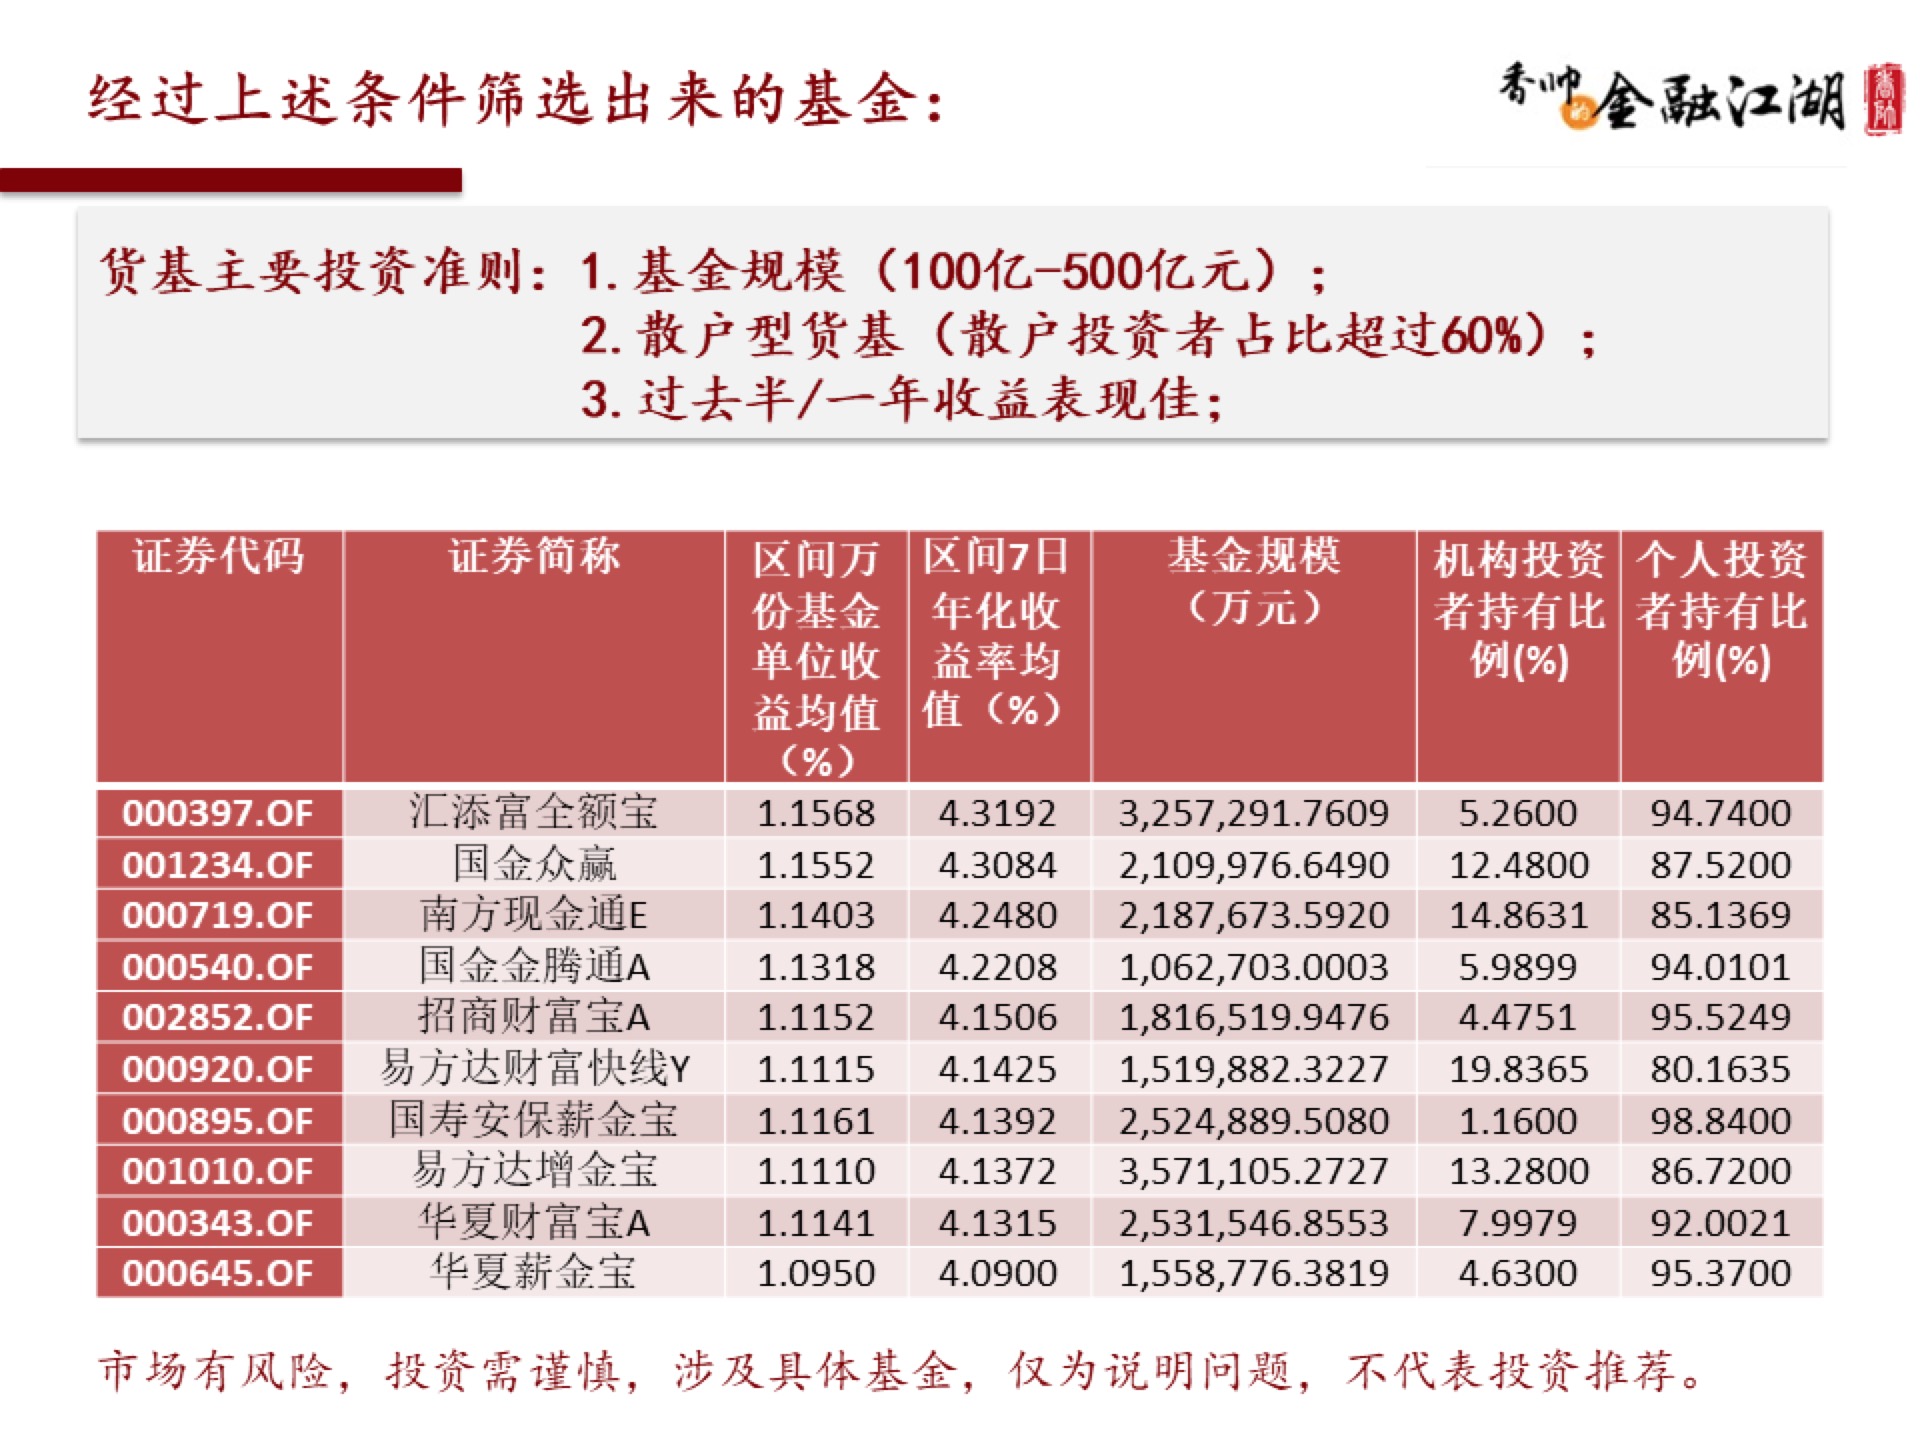 经过上述条件筛选出来的基金：
香帅的金融江湖
香帅
货基主要投资准则：1.基金规模（100亿-500亿元）；
2.散户型货基（散户投资者占比超过60%）；
3.过去半/一年收益表现佳；
证券代码 证券简称 区间万份基金单位收益均值（%） 区间7日年化收益率均值（%） 基金规模（万元） 机构投资者持有比例(%) 个人投资者持有比例(%)
000397.OF 汇添富全额宝 1.1568 4.3192 3,257,291.7609 5.2600 94.7400
001234.OF 国金众赢 1.1552 4.3084 2,109,976.6490 12.4800 87.5200
000719.OF 南方现金通E 1.1403 4.2480 2,187,673.5920 14.8631 85.1369
000540.OF 国金金腾通A 1.1318 4.2208 1,062,703.0003 5.9899 94.0101
002852.OF 招商财富宝A 1.1152 4.1506 1,816,519.9476 4.4751 95.5249
000920.OF 易方达财富快线Y 1.1115 4.1425 1,519,882.3227 19.8365 80.1635
000895.OF 国寿安保薪金宝 1.1161 4.1392 2,524,889.5080 1.1600 98.8400
001010.OF 易方达增金宝 1.1110 4.1372 3,571,105.2727 13.2800 86.7200
000343.OF 华夏财富宝A 1.1141 4.1315 2,531,546.8553 7.9979 92.0021
000645.OF 华夏薪金宝 1.0950 4.0900 1,558,776.3819 4.6300 95.3700
市场有风险，投资需谨慎，涉及具体基金，仅为说明问题，不代表投资推荐。